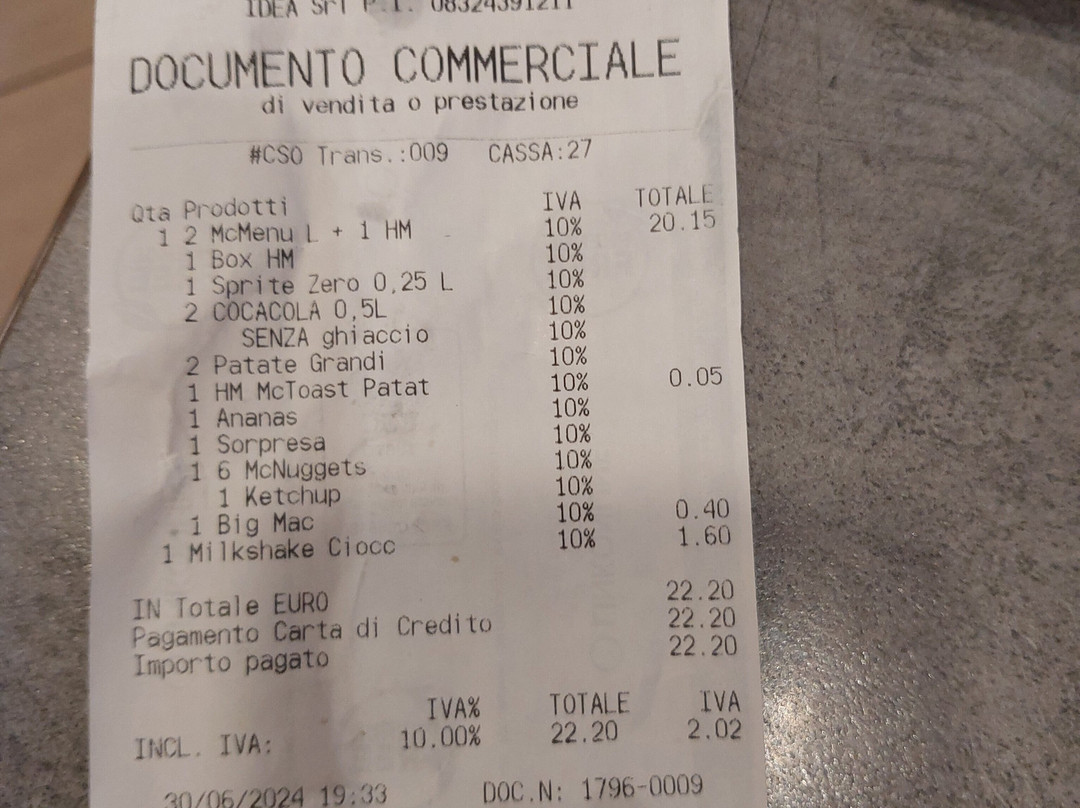 IDEA Srl P.I. 08324391211
DOCUMENTO COMMERCIALE
di vendita o prestazione
#CSO Trans.:009 CASSA:27
Qta Prodotti IVA TOTALE
1 2 McMenu L + 1 HM 10% 20.15
1 Box HM 10%
1 Sprite Zero 0,25 L 10%
2 COCACOLA 0,5L 10%
SENZA ghiaccio 10%
2 Patate Grandi 10%
1 HM McToast Patat 10% 0.05
1 Ananas 10%
1 Sorpresa 10%
1 6 McNuggets 10%
1 Ketchup 10%
1 Big Mac 10% 0.40
1 Milkshake Ciocc 10% 1.60
IN Totale EURO 22.20
Pagamento Carta di Credito 22.20
Importo pagato 22.20
IVA% TOTALE IVA
INCL. IVA: 10.00% 22.20 2.02
30/06/2024 19:33 DOC.N: 1796-0009